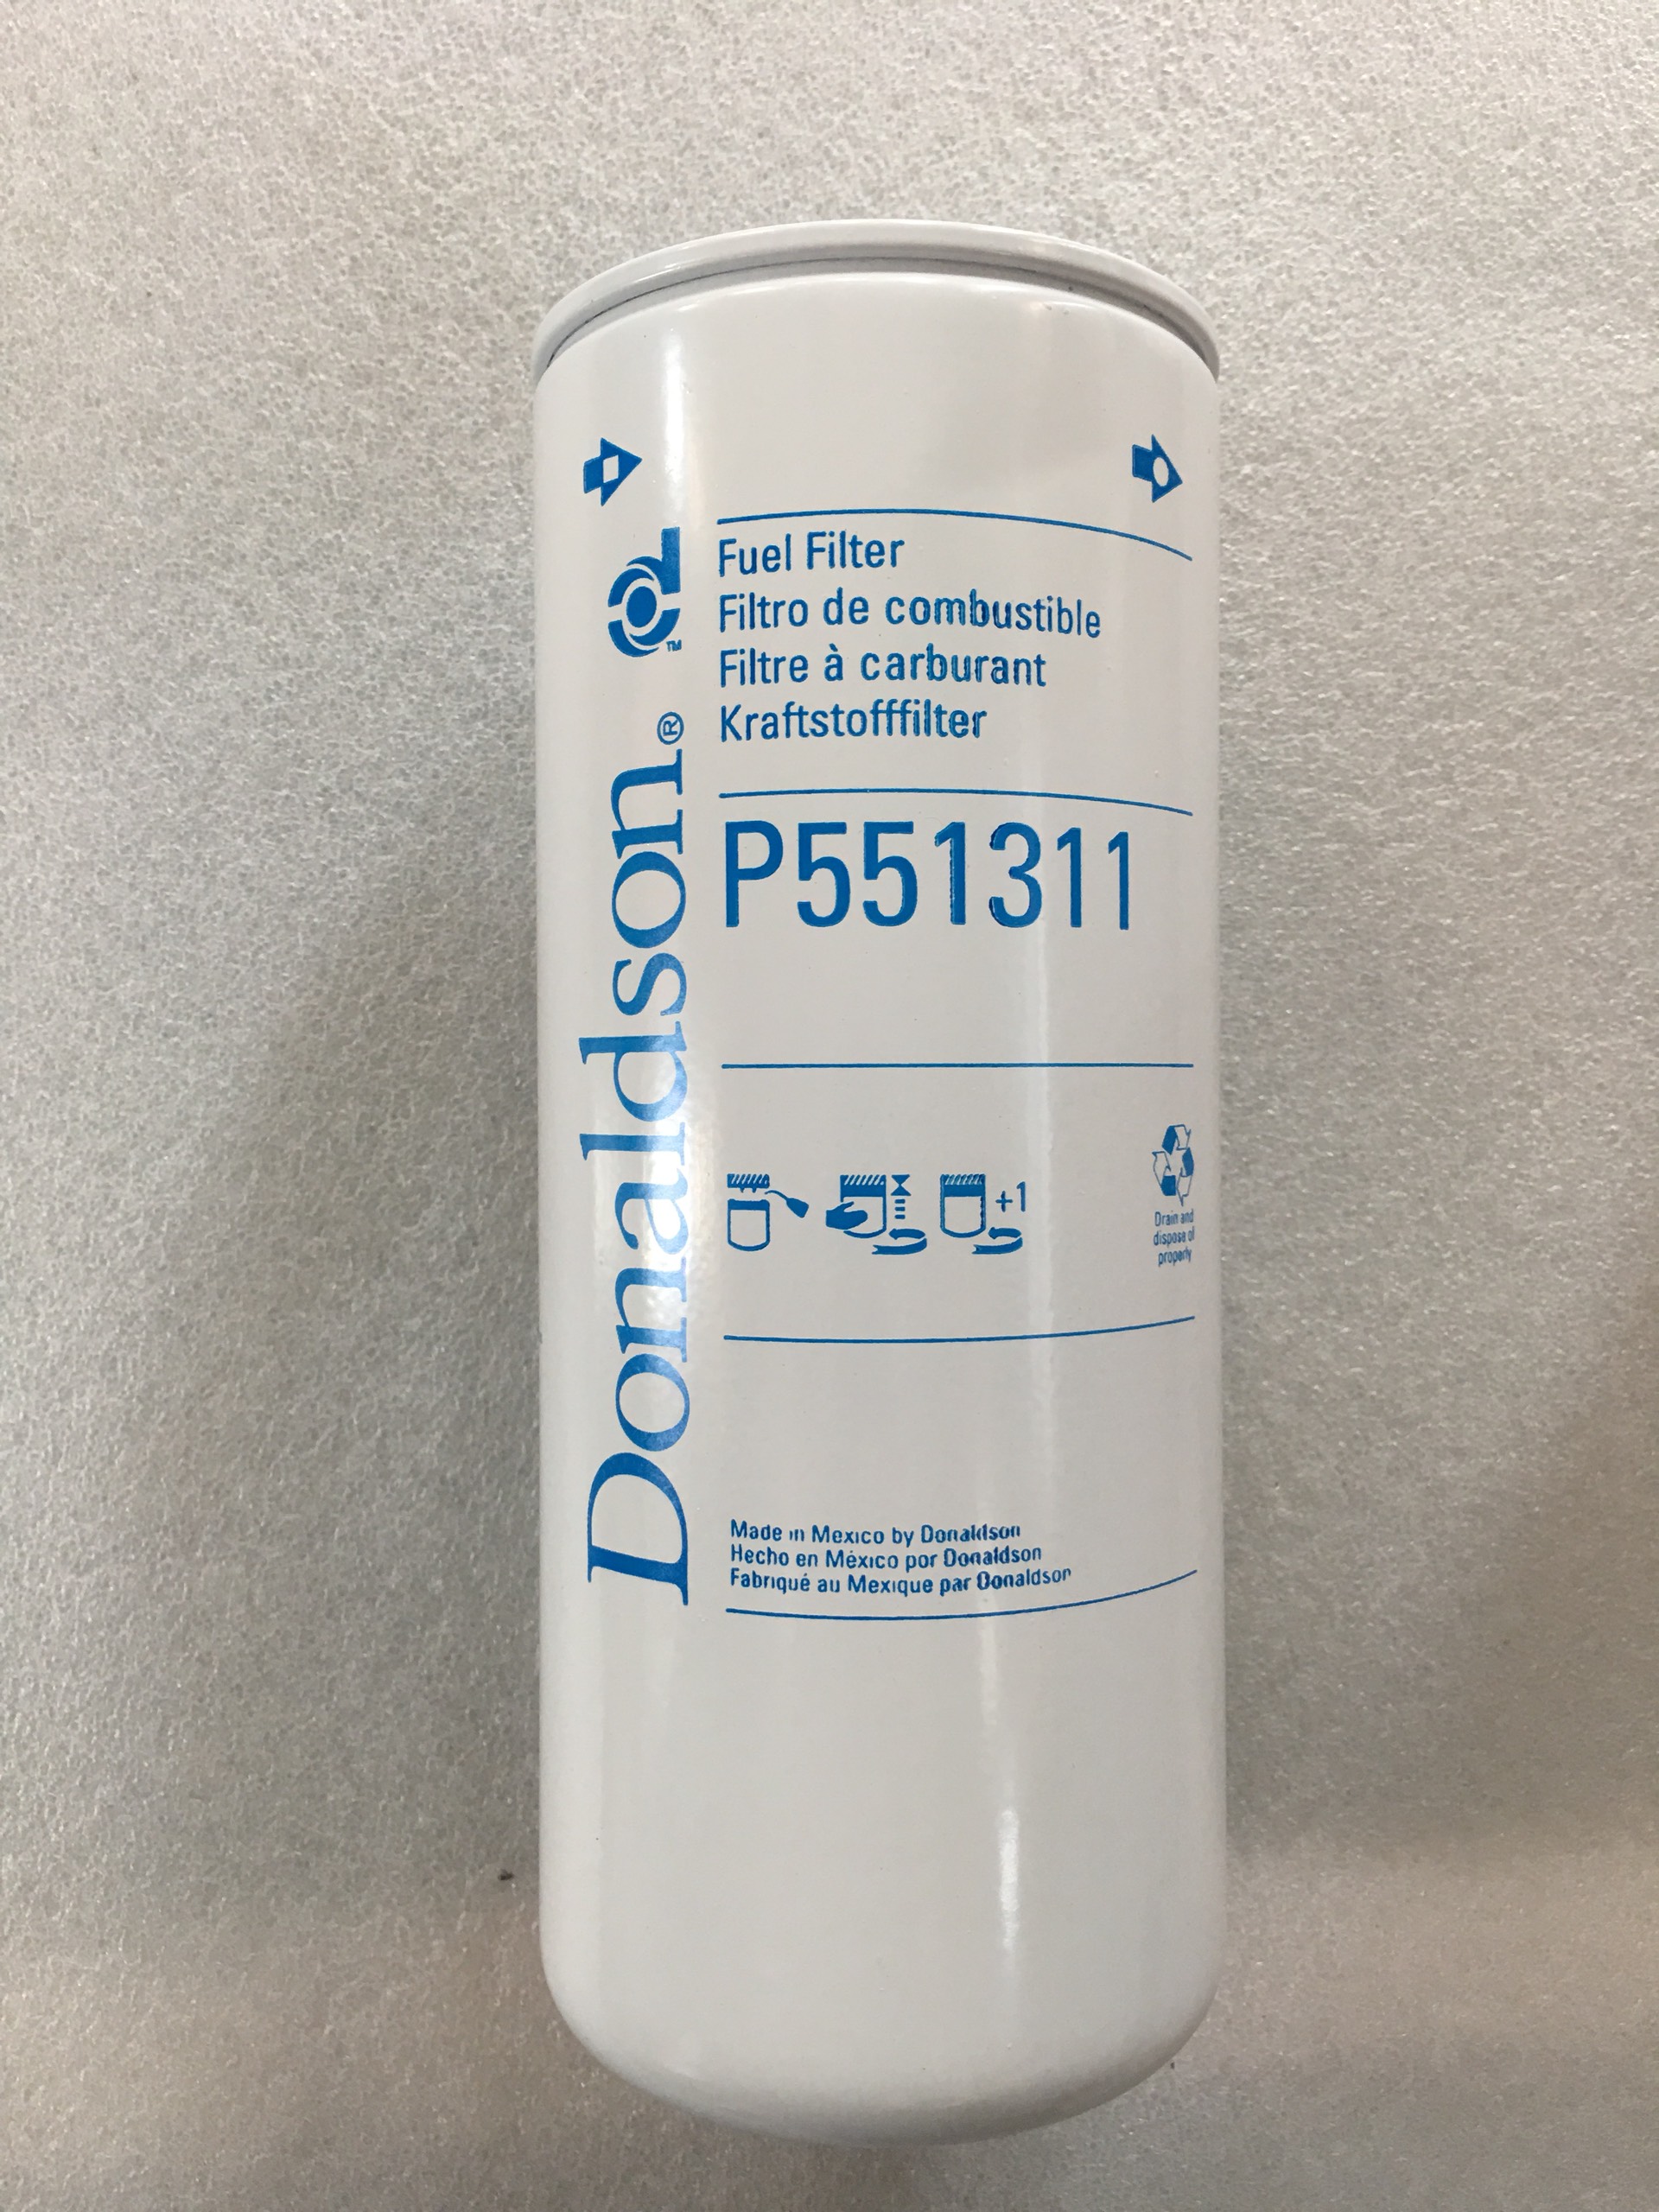 Donaldson®
™
Fuel Filter
Filtro de combustible
Filtre à carburant
Kraftstofffilter
P551311
+1
Drain and
dispose of
properly
Made in Mexico by Donaldson
Hecho en México por Donaldson
Fabriqué au Mexique par Donaldson